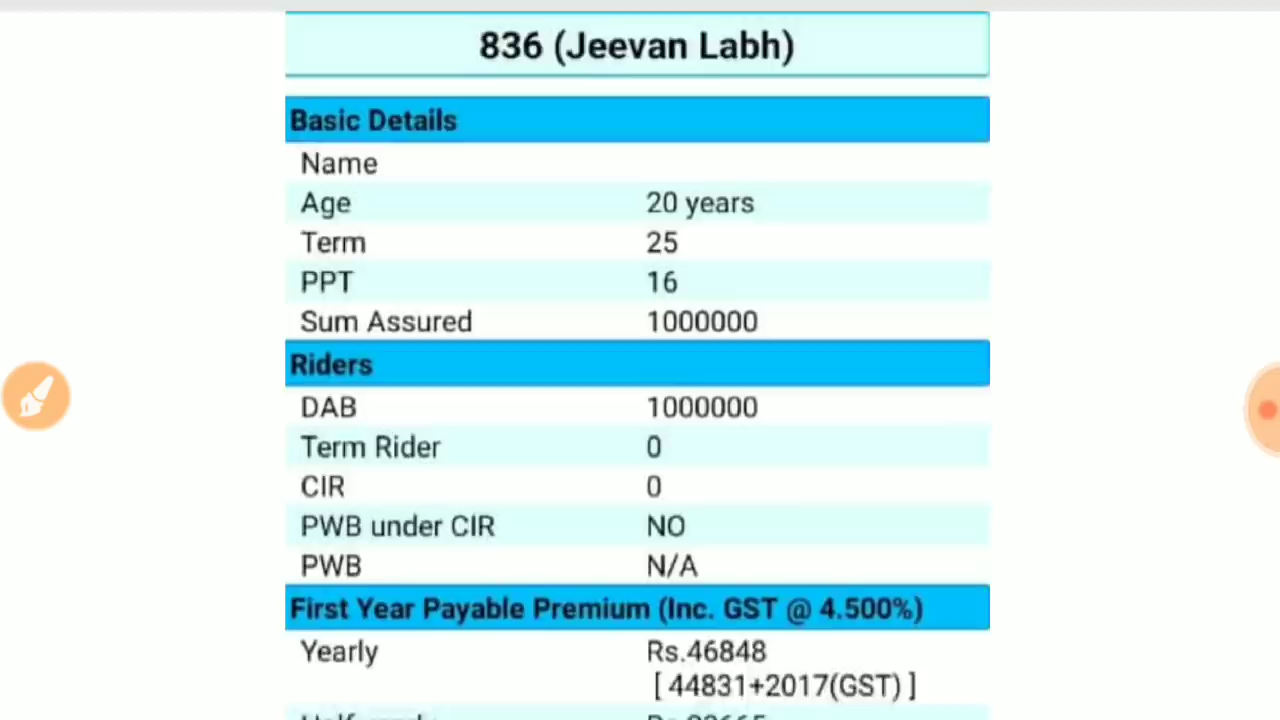 836 (Jeevan Labh)
Basic Details
Name
Age 20 years
Term 25
PPT 16
Sum Assured 1000000
Riders
DAB 1000000
Term Rider 0
CIR 0
PWB under CIR NO
PWB N/A
First Year Payable Premium (Inc. GST @ 4.500%)
Yearly Rs.46848
[ 44831+2017(GST) ]